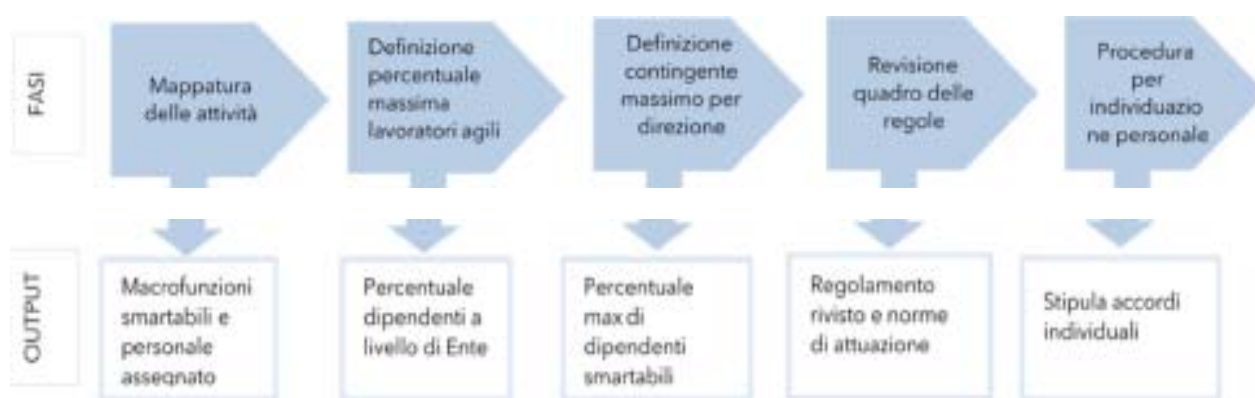 FASI
Mappatura
delle attività
Definizione
percentuale
massima
lavoratori agili
Definizione
contingente
massimo per
direzione
Revisione
quadro delle
regole
Procedura
per
individuazio
ne personale
OUTPUT
Macrofunzioni
smartabili e
personale
assegnato
Percentuale
dipendenti a
livello di Ente
Percentuale
max di
dipendenti
smartabili
Regolamento
rivisto e norme
di attuazione
Stipula accordi
individuali